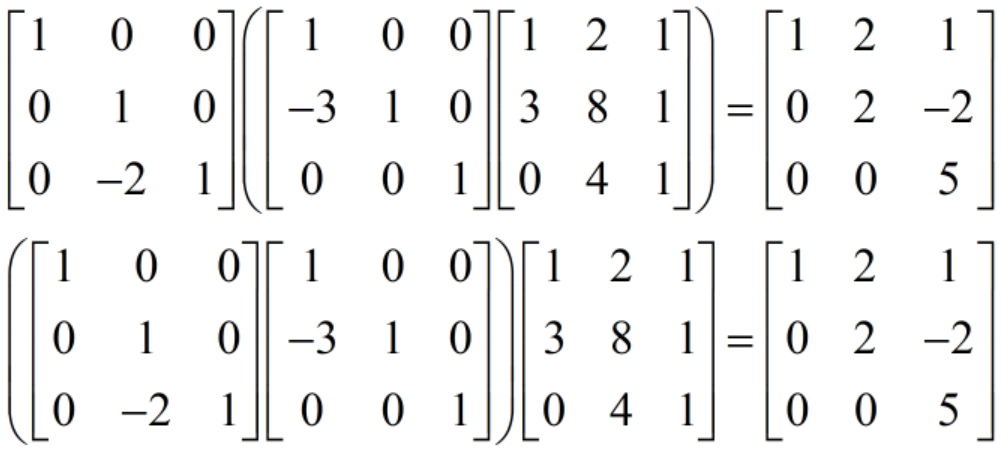 [1 0 0] ([1 0 0] [1 2 1]) [1 2 1]
[0 1 0] ([−3 1 0] [3 8 1]) = [0 2 −2]
[0 −2 1] ([0 0 1] [0 4 1]) [0 0 5]
([1 0 0] [1 0 0]) [1 2 1] [1 2 1]
([0 1 0] [−3 1 0]) [3 8 1] = [0 2 −2]
([0 −2 1] [0 0 1]) [0 4 1] [0 0 5]